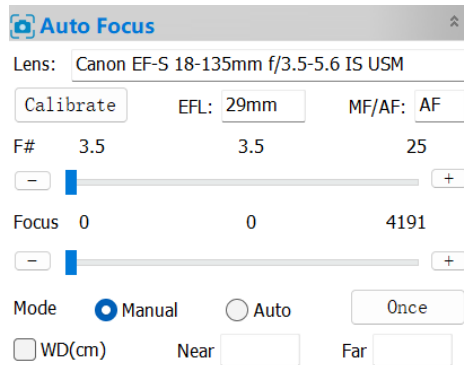 Auto Focus
Lens: Canon EF-S 18-135mm f/3.5-5.6 IS USM
Calibrate EFL: 29mm MF/AF: AF
F# 3.5 3.5 25
− +
Focus 0 0 4191
− +
Mode Manual Auto Once
WD(cm) Near Far